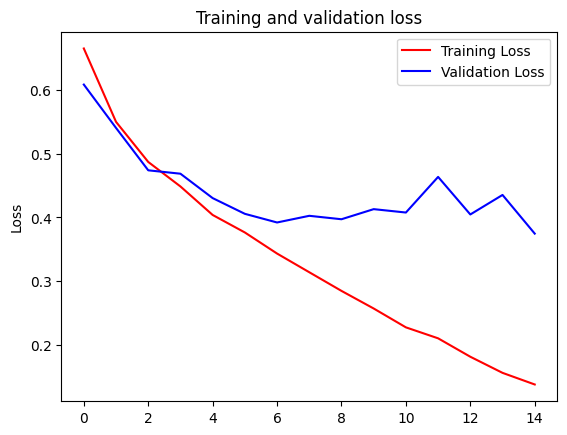 Training and validation loss
Training Loss
Validation Loss
Loss
0.6
0.5
0.4
0.3
0.2
0 2 4 6 8 10 12 14